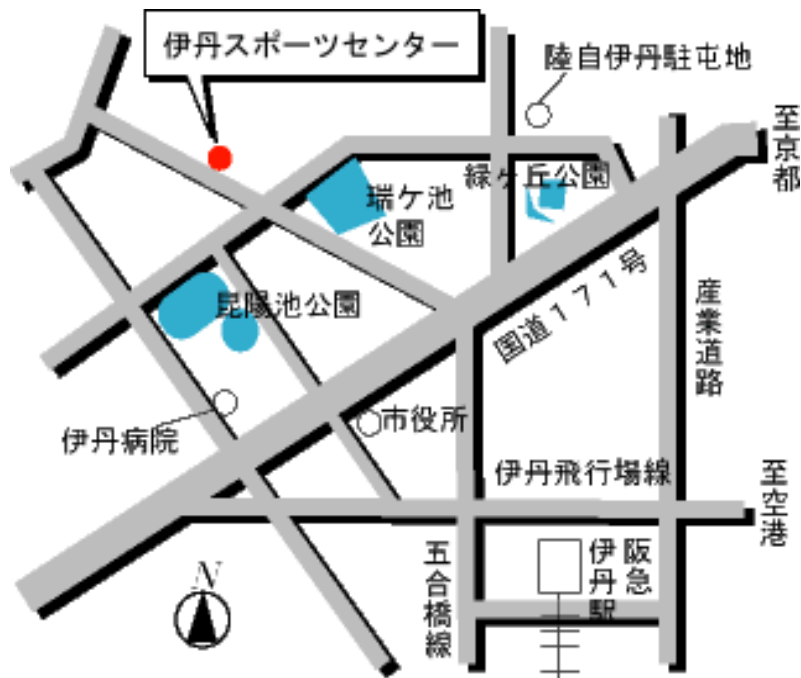 伊丹スポーツセンター
陸自伊丹駐屯地
至京都
緑ヶ丘公園
瑞ケ池
公園
昆陽池公園
国道171号
産業道路
伊丹病院
市役所
伊丹飛行場線
至空港
五合橋線
阪急
伊丹駅
N